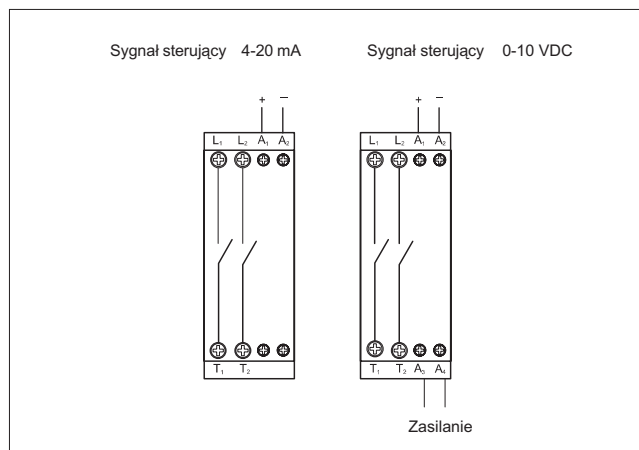 Sygnał sterujący 4-20 mA Sygnał sterujący 0-10 VDC
+ − + −
L₁ L₂ A₁ A₂ L₁ L₂ A₁ A₂
T₁ T₂ T₁ T₂ A₃ A₄
Zasilanie